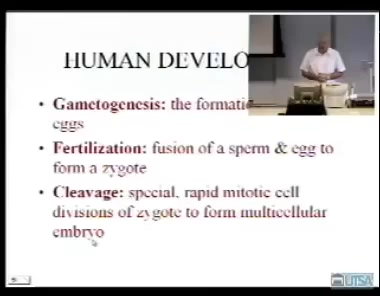 HUMAN DEVELO
• Gametogenesis: the formatio
eggs
• Fertilization: fusion of a sperm & egg to
form a zygote
• Cleavage: special, rapid mitotic cell
divisions of zygote to form multicellular
embryo
UTSA